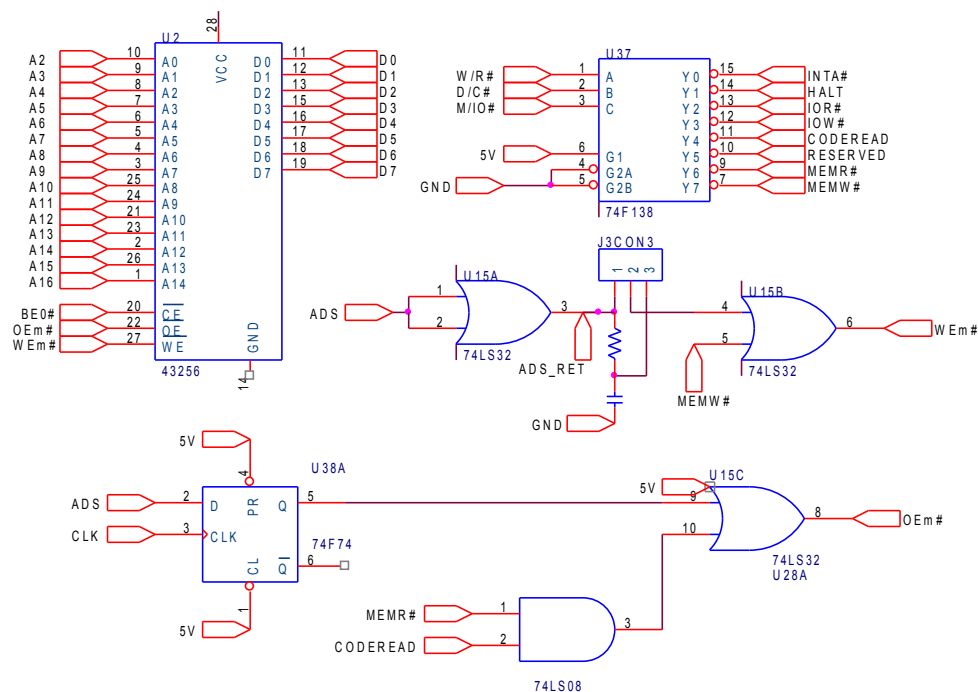 28
U2
VCC
A2 10 A0 D0 11 D0
A3 9 A1 D1 12 D1
A4 8 A2 D2 13 D2
A5 7 A3 D3 15 D3
A6 6 A4 D4 16 D4
A7 5 A5 D5 17 D5
A8 4 A6 D6 18 D6
A9 3 A7 D7 19 D7
A10 25 A8
A11 24 A9
A12 21 A10
A13 23 A11
A14 2 A12
A15 26 A13
A16 1 A14
BE0# 20 CE
OEm# 22 OE
WEm# 27 WE
GND
43256
14
U37
W/R# 1 A Y0 15 INTA#
D/C# 2 B Y1 14 HALT
M/IO# 3 C Y2 13 IOR#
Y3 12 IOW#
Y4 11 CODEREAD
5V 6 G1 Y5 10 RESERVED
4 G2A Y6 9 MEMR#
GND 5 G2B Y7 7 MEMW#
74F138
J3CON3
1 2 3
U15A
ADS 1 3
2
74LS32
ADS_RET
GND
U15B
4 6 WEm#
5
74LS32
MEMW#
5V
4
U38A
ADS 2 D PR Q 5
CLK 3 CLK
74F74
CL Q 6
1
5V
U15C
5V
9
10 8 OEm#
74LS32
U28A
MEMR# 1
3
CODEREAD 2
74LS08